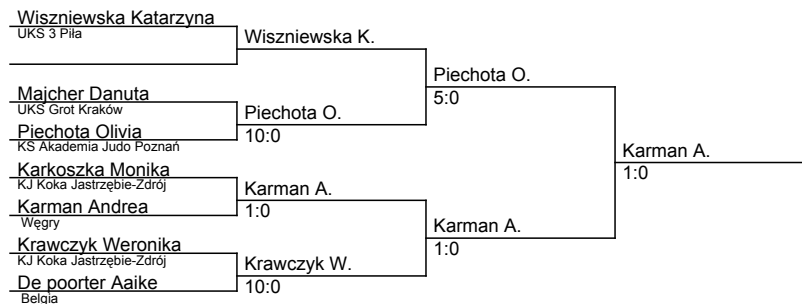 Wiszniewska Katarzyna
UKS 3 Piła
Wiszniewska K.
Piechota O.
5:0
Majcher Danuta
UKS Grot Kraków
Piechota O.
10:0
Piechota Olivia
KS Akademia Judo Poznań
Karman A.
1:0
Karkoszka Monika
KJ Koka Jastrzębie-Zdrój
Karman A.
1:0
Karman Andrea
Węgry
Karman A.
1:0
Krawczyk Weronika
KJ Koka Jastrzębie-Zdrój
Krawczyk W.
10:0
De poorter Aaike
Belgia